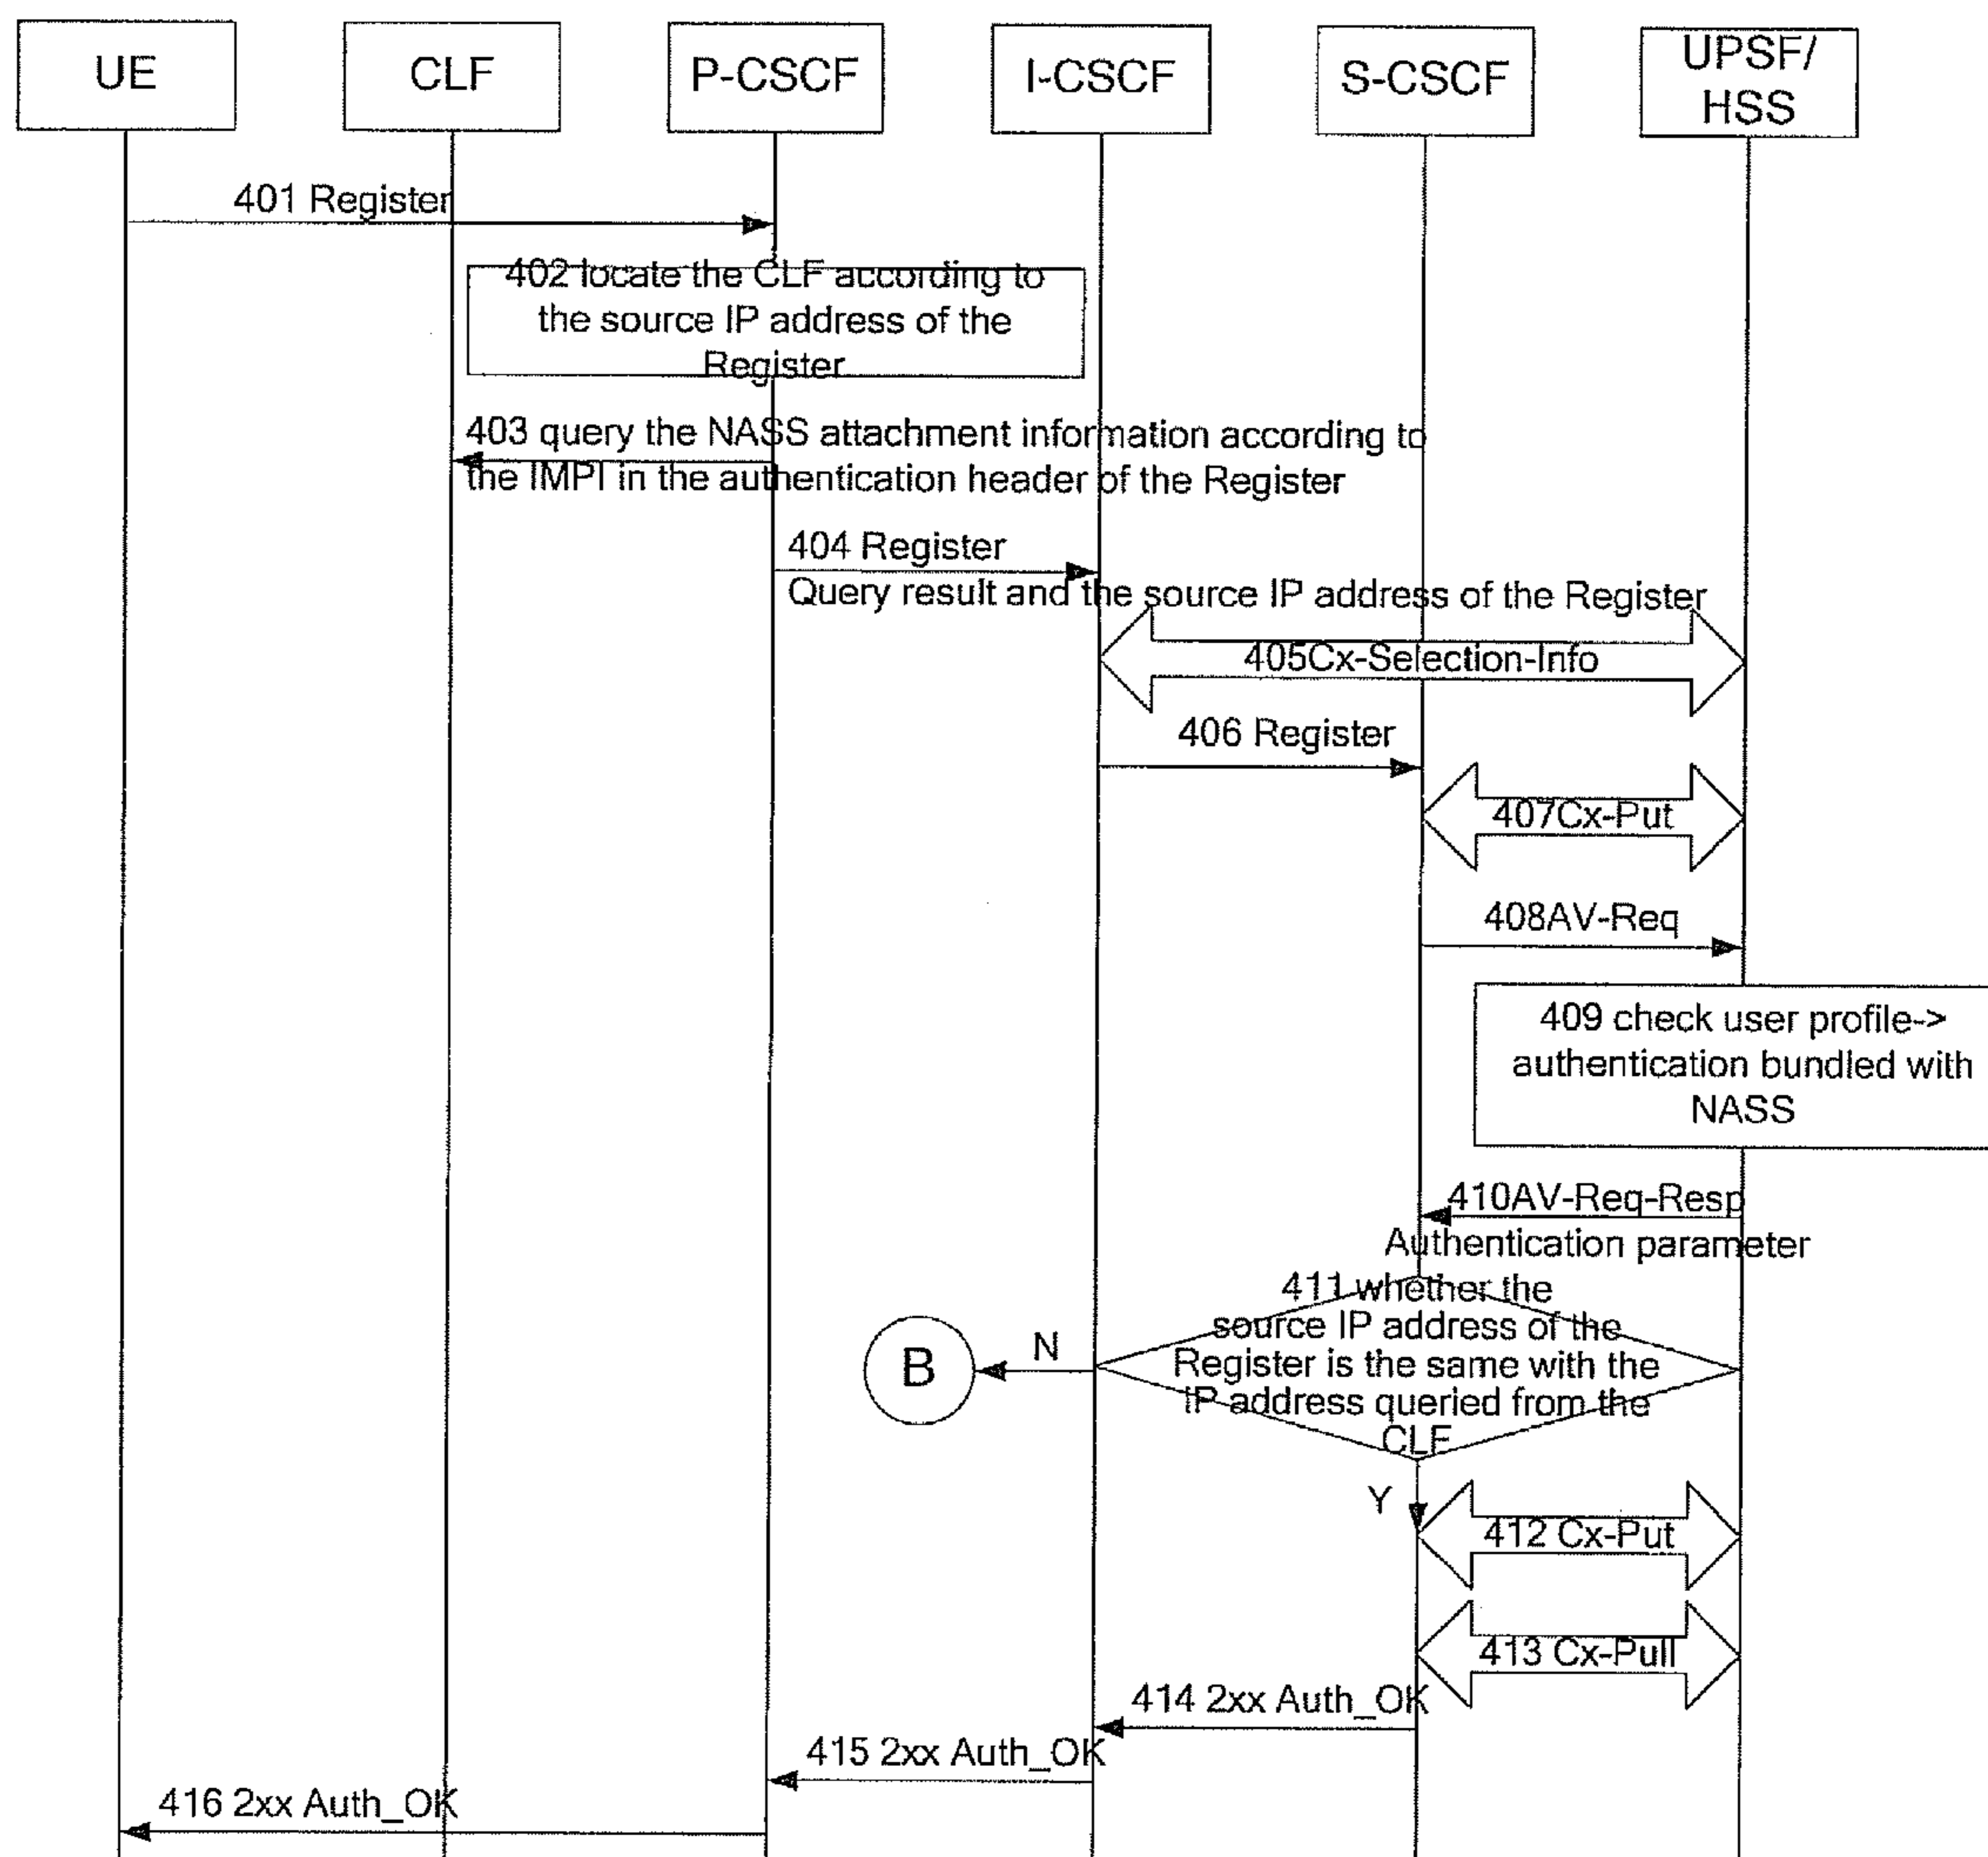 UE
CLF
P-CSCF
I-CSCF
S-CSCF
UPSF/
HSS
401 Register
402 locate the CLF according to
the source IP address of the
Register
403 query the NASS attachment information according to
the IMPI in the authentication header of the Register
404 Register
Query result and the source IP address of the Register
405Cx-Selection-Info
406 Register
407Cx-Put
408AV-Req
409 check user profile->
authentication bundled with
NASS
410AV-Req-Resp
Authentication parameter
411 whether the
source IP address of the
Register is the same with the
IP address queried from the
CLF
N
B
Y
412 Cx-Put
413 Cx-Pull
414 2xx Auth_OK
415 2xx Auth_OK
416 2xx Auth_OK